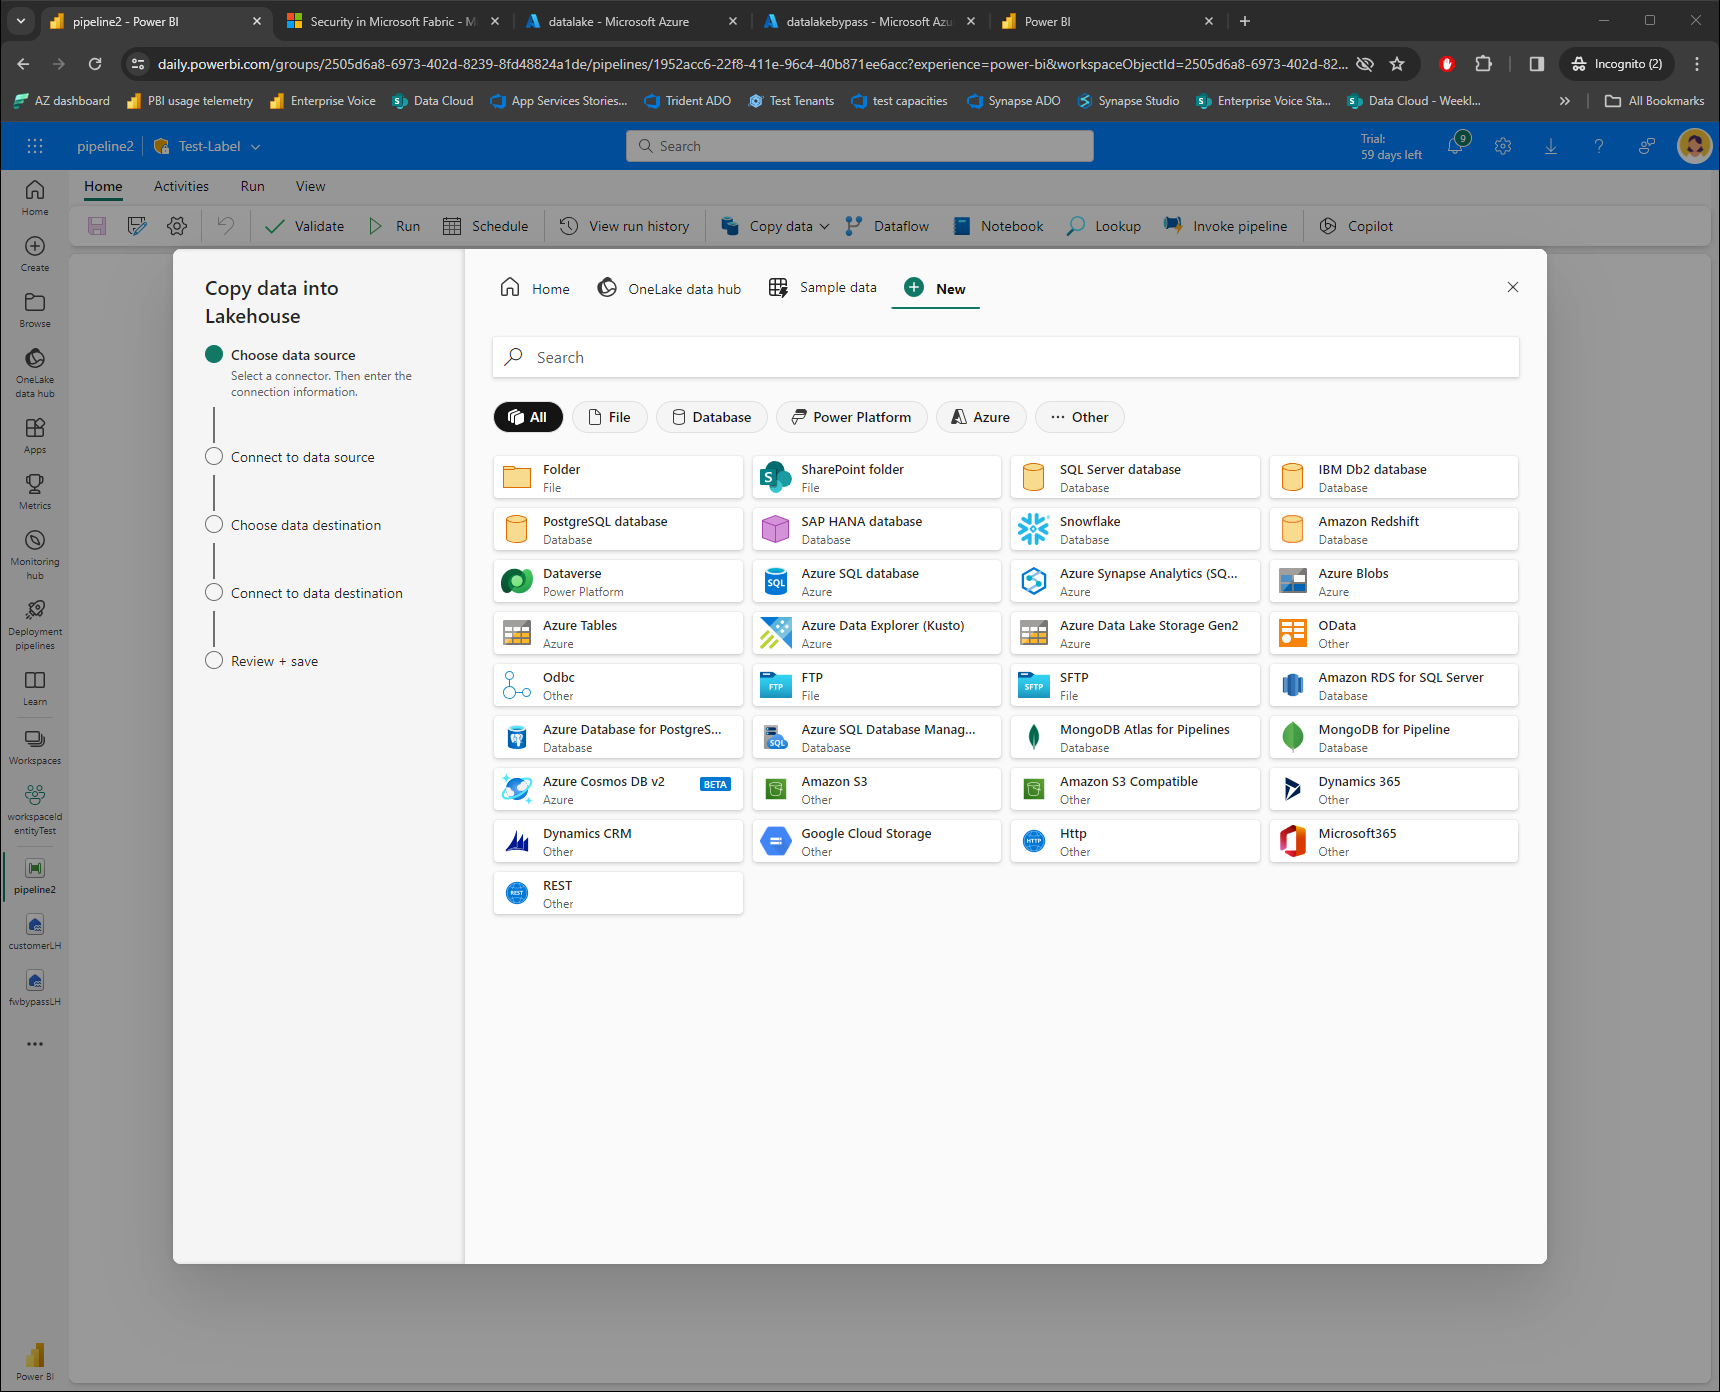 pipeline2 - Power BI
Security in Microsoft Fabric - Mi
datalake - Microsoft Azure
datalakebypass - Microsoft Azu
Power BI
daily.powerbi.com/groups/2505d6a8-6973-402d-8239-8fd48824a1de/pipelines/1952acc6-22f8-411e-96c4-40b871ee6acc?experience=power-bi&workspaceObjectId=2505d6a8-6973-402d-82...
Incognito (2)
AZ dashboard
PBI usage telemetry
Enterprise Voice
Data Cloud
App Services Stories...
Trident ADO
Test Tenants
test capacities
Synapse ADO
Synapse Studio
Enterprise Voice Sta...
Data Cloud - Weekl...
All Bookmarks
pipeline2
Test-Label
Search
Trial:
59 days left
9
Home
Activities
Run
View
Validate
Run
Schedule
View run history
Copy data
Dataflow
Notebook
Lookup
Invoke pipeline
Copilot
Home
Create
Browse
OneLake
data hub
Apps
Metrics
Monitoring
hub
Deployment
pipelines
Learn
Workspaces
workspaceId
entityTest
pipeline2
customerLH
fwbypassLH
Power BI
Copy data into
Lakehouse
Choose data source
Select a connector. Then enter the
connection information.
Connect to data source
Choose data destination
Connect to data destination
Review + save
Home
OneLake data hub
Sample data
New
Search
All
File
Database
Power Platform
Azure
Other
Folder
File
SharePoint folder
File
SQL Server database
Database
IBM Db2 database
Database
PostgreSQL database
Database
SAP HANA database
Database
Snowflake
Database
Amazon Redshift
Database
Dataverse
Power Platform
SQL
Azure SQL database
Azure
Azure Synapse Analytics (SQ...
Azure
Azure Blobs
Azure
Azure Tables
Azure
Azure Data Explorer (Kusto)
Azure
Azure Data Lake Storage Gen2
Azure
OData
Other
Odbc
Other
FTP
FTP
File
SFTP
SFTP
File
Amazon RDS for SQL Server
Database
Azure Database for PostgreS...
Database
SQL
Azure SQL Database Manag...
Database
MongoDB Atlas for Pipelines
Database
MongoDB for Pipeline
Database
Azure Cosmos DB v2
BETA
Azure
Amazon S3
Other
Amazon S3 Compatible
Other
Dynamics 365
Other
Dynamics CRM
Other
Google Cloud Storage
Other
HTTP
Http
Other
Microsoft365
Other
REST
REST
Other